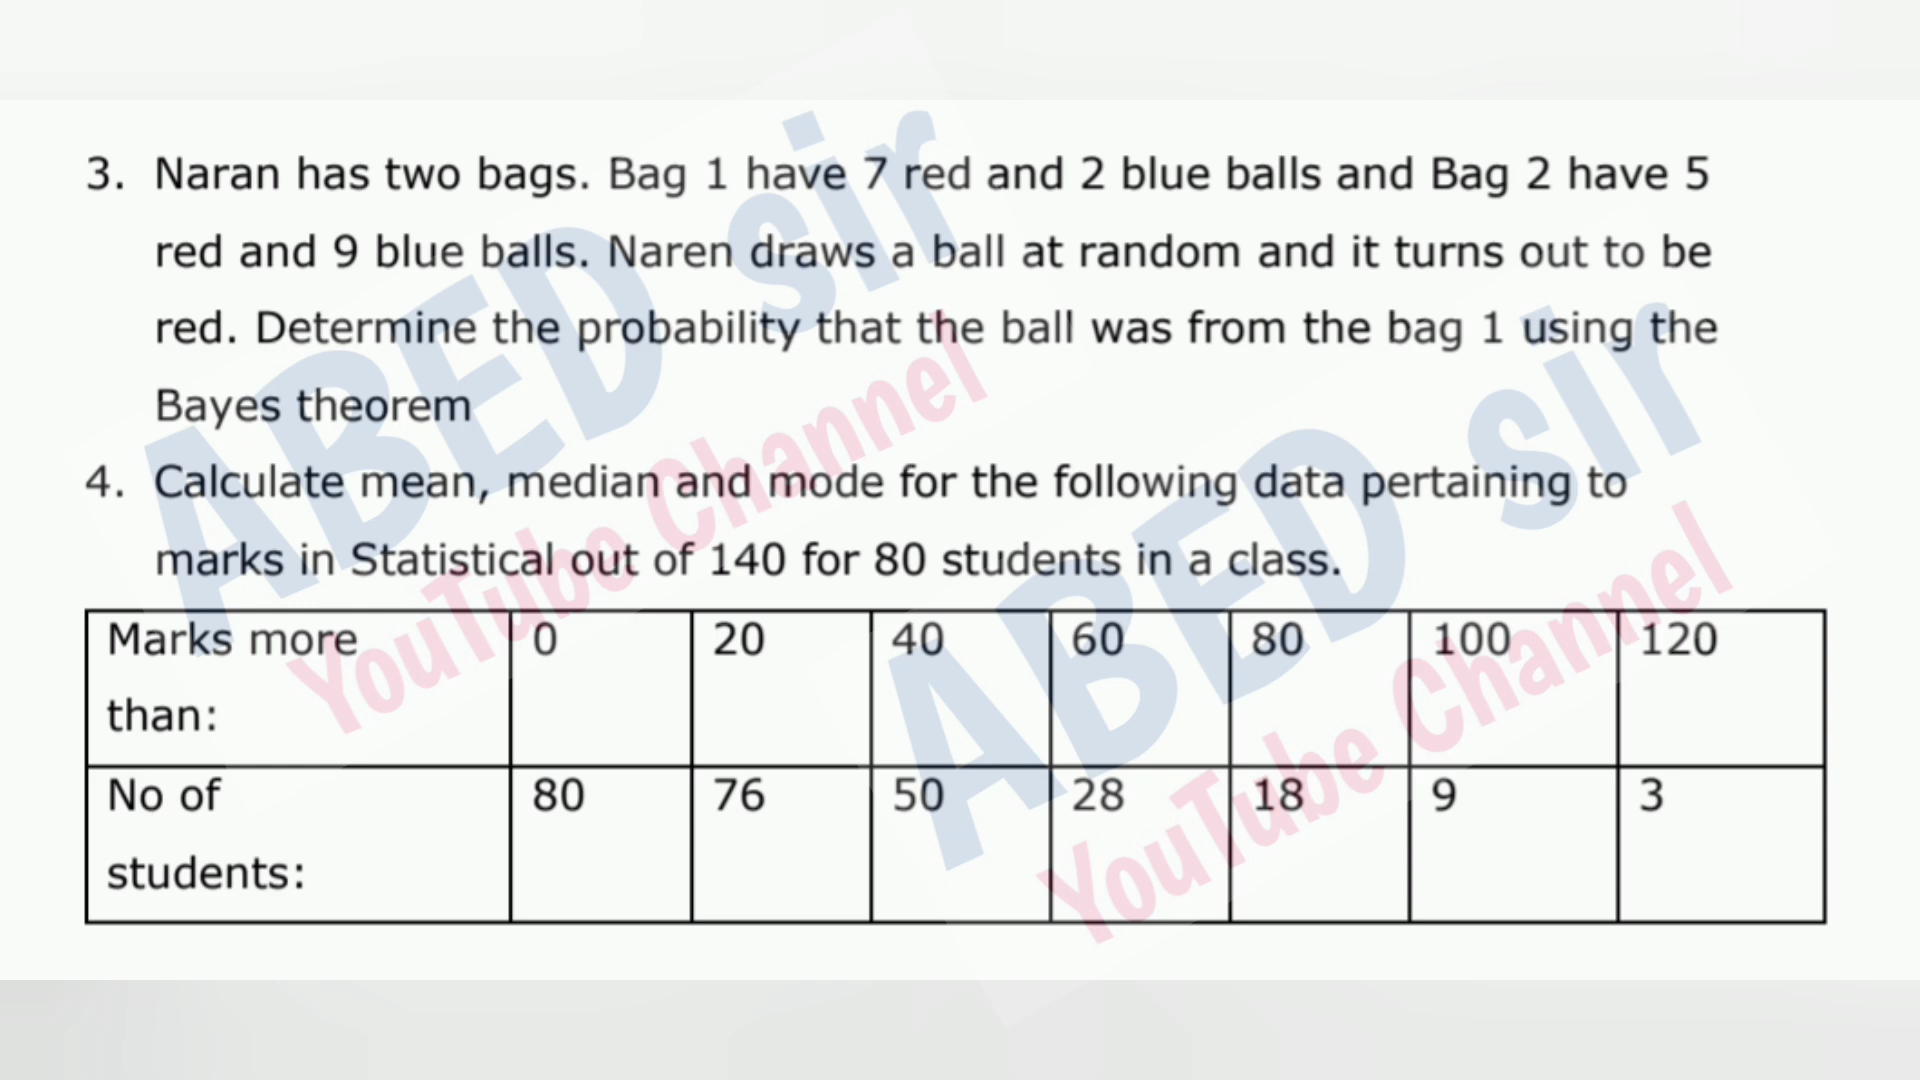 3. Naran has two bags. Bag 1 have 7 red and 2 blue balls and Bag 2 have 5
red and 9 blue balls. Naren draws a ball at random and it turns out to be
red. Determine the probability that the ball was from the bag 1 using the
Bayes theorem
4. Calculate mean, median and mode for the following data pertaining to
marks in Statistical out of 140 for 80 students in a class.
Marks more than: 0 20 40 60 80 100 120
No of students: 80 76 50 28 18 9 3
ABED sir
YouTube Channel
ABED sir
YouTube Channel